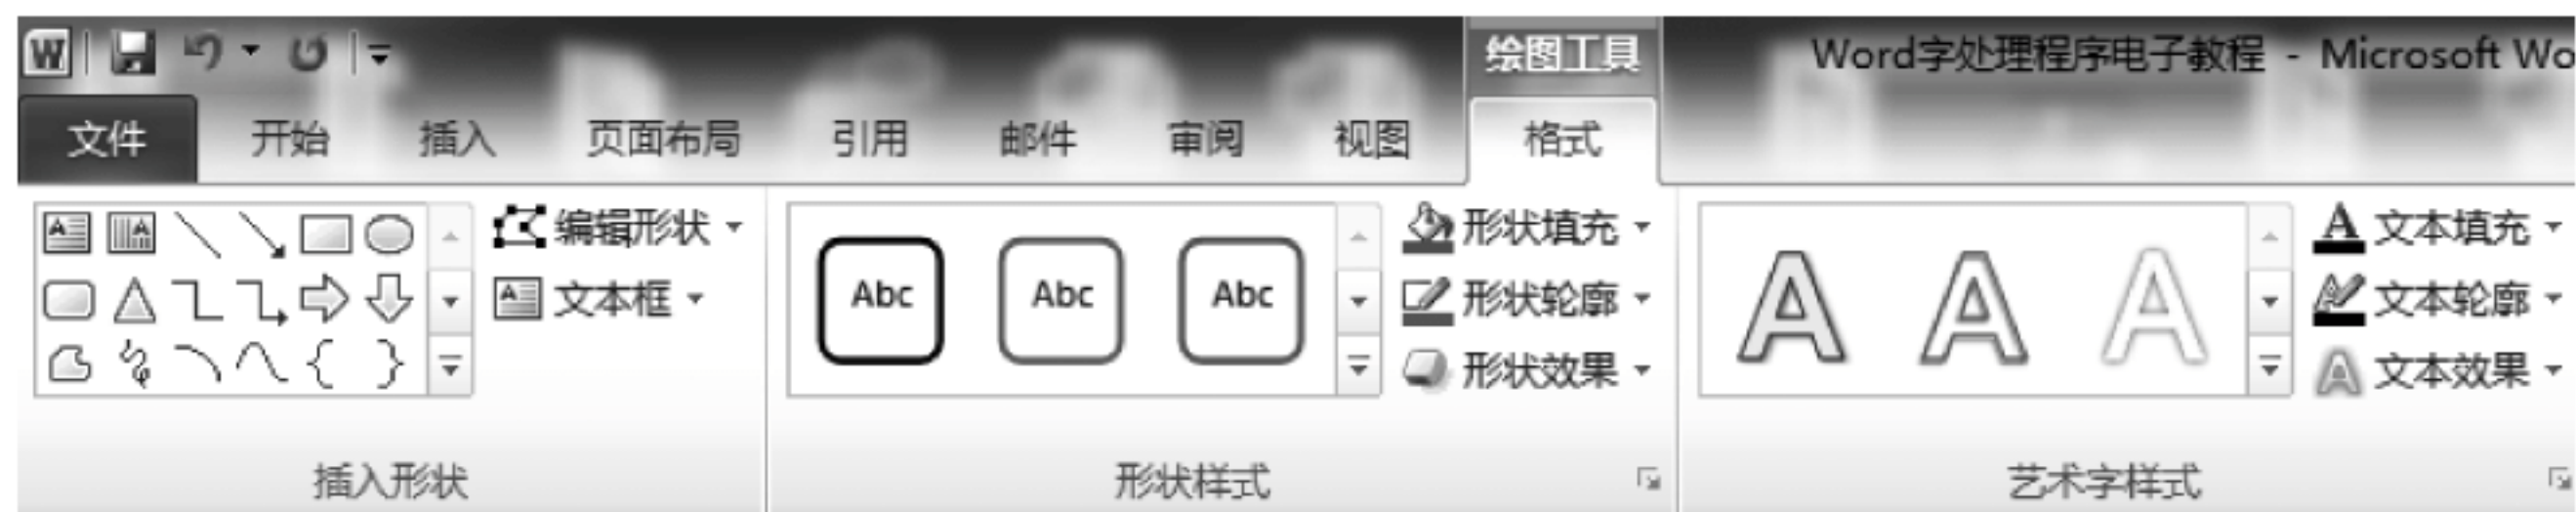 绘图工具 Word字处理程序电子教程 - Microsoft Wo
文件 开始 插入 页面布局 引用 邮件 审阅 视图 格式
编辑形状 形状填充 文本填充
Abc Abc Abc
文本框 形状轮廓 文本轮廓
形状效果 文本效果
插入形状 形状样式 艺术字样式